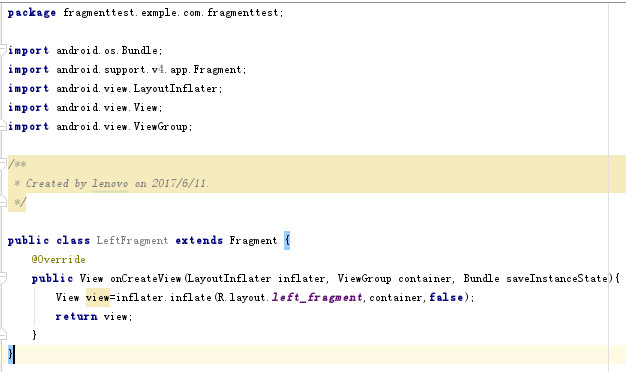 package fragmenttest.exmple.com.fragmenttest;
import android.os.Bundle;
import android.support.v4.app.Fragment;
import android.view.LayoutInflater;
import android.view.View;
import android.view.ViewGroup;
/**
 * Created by lenovo on 2017/6/11.
 */
public class LeftFragment extends Fragment {
    @Override
    public View onCreateView(LayoutInflater inflater, ViewGroup container, Bundle saveInstanceState){
        View view=inflater.inflate(R.layout.left_fragment,container,false);
        return view;
    }
}